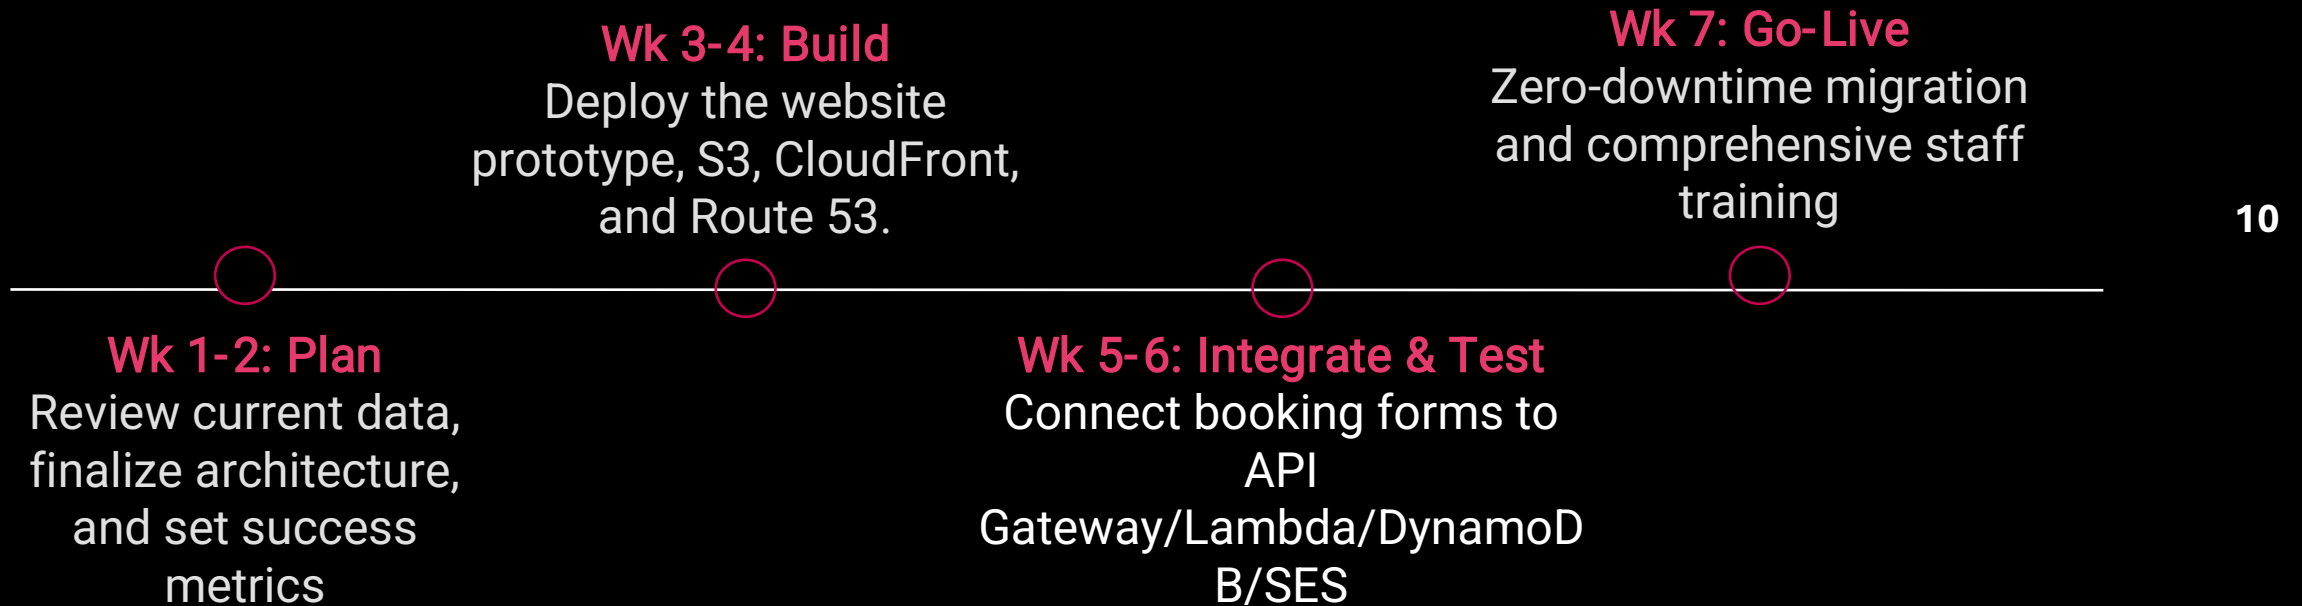 Wk 1-2: Plan
Review current data,
finalize architecture,
and set success
metrics
Wk 3-4: Build
Deploy the website
prototype, S3, CloudFront,
and Route 53.
Wk 5-6: Integrate & Test
Connect booking forms to
API
Gateway/Lambda/DynamoD
B/SES
Wk 7: Go-Live
Zero-downtime migration
and comprehensive staff
training
10